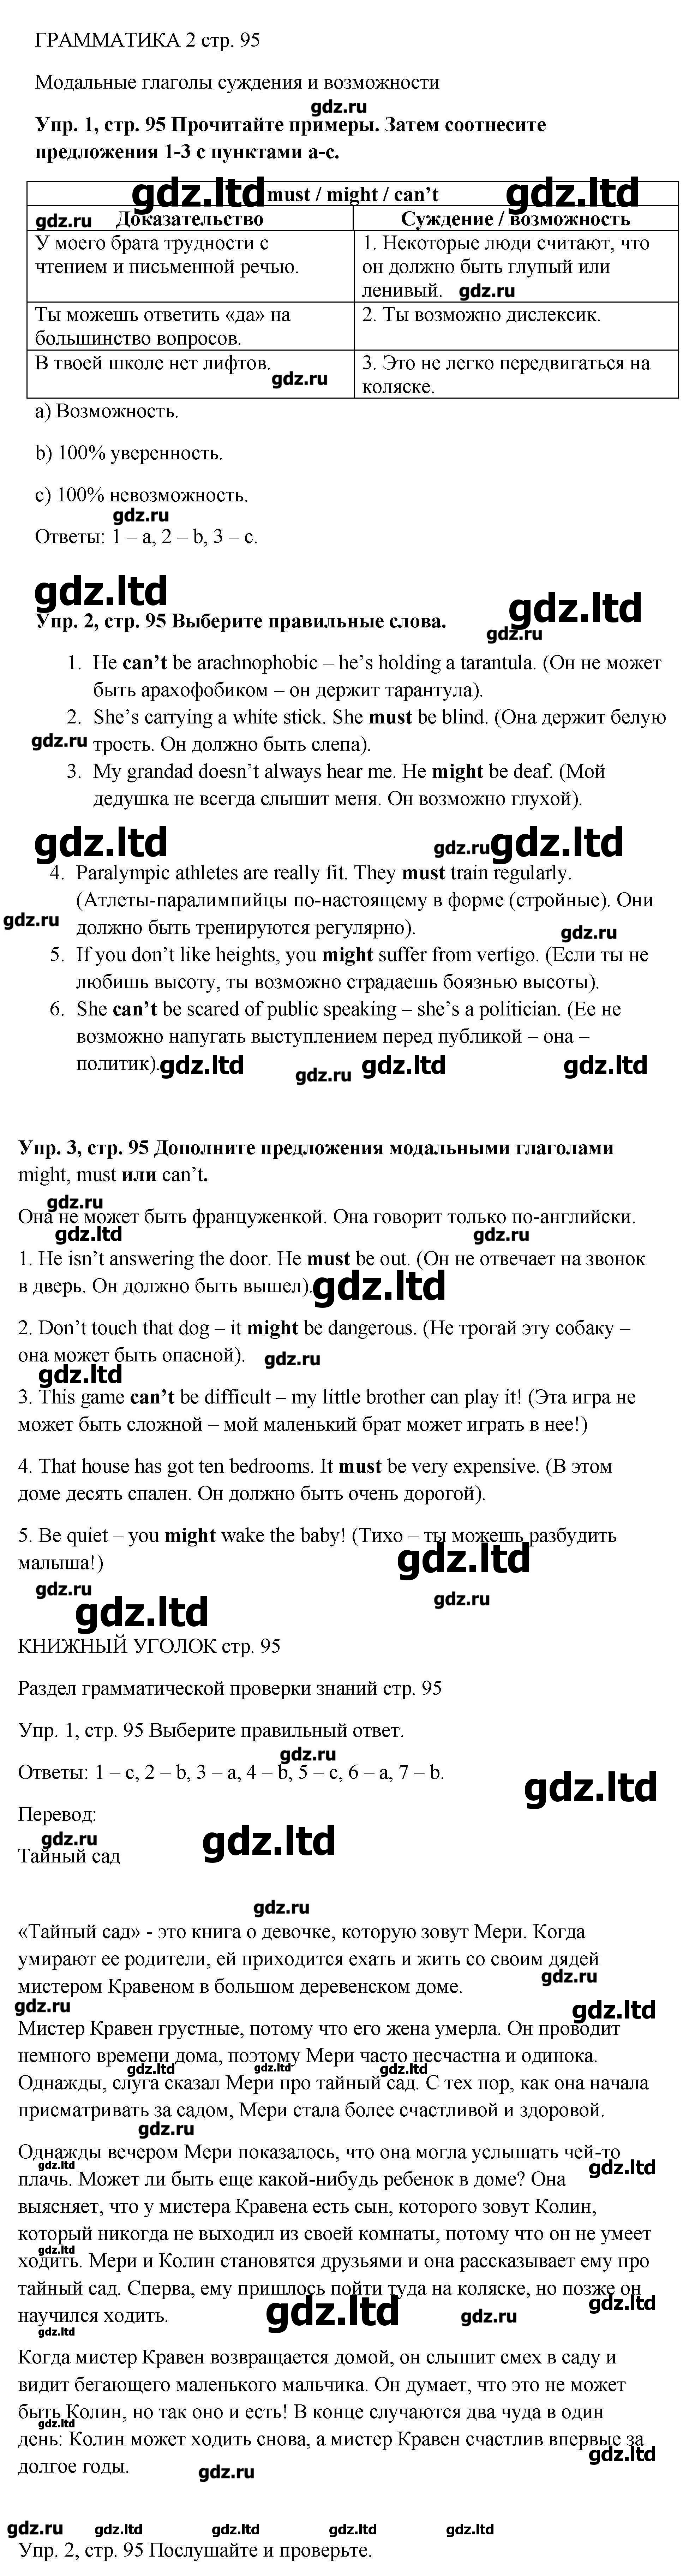 ГРАММАТИКА 2 стр. 95
Модальные глаголы суждения и возможности
gdz.ru
Упр. 1, стр. 95 Прочитайте примеры. Затем соотнесите
предложения 1-3 с пунктами a-c.
gdz.ltd must / might / can’t gdz.ltd
gdz.ru Доказательство Суждение / возможность
У моего брата трудности с
чтением и письменной речью.
1. Некоторые люди считают, что
он должно быть глупый или
ленивый. gdz.ru
Ты можешь ответить «да» на
большинство вопросов.
2. Ты возможно дислексик.
В твоей школе нет лифтов.
gdz.ru
3. Это не легко передвигаться на
коляске.
a) Возможность.
b) 100% уверенность.
c) 100% невозможность.
gdz.ru
Ответы: 1 – a, 2 – b, 3 – c.
gdz.ltd gdz.ltd
Упр. 2, стр. 95 Выберите правильные слова.
gdz.ru
1. He can’t be arachnophobic – he’s holding a tarantula. (Он не может
быть арахофобиком – он держит тарантула).
2. She’s carrying a white stick. She must be blind. (Она держит белую
gdz.ru трость. Он должно быть слепа).
3. My grandad doesn’t always hear me. He might be deaf. (Мой
дедушка не всегда слышит меня. Он возможно глухой).
gdz.ltd gdz.ru gdz.ltd
4. Paralympic athletes are really fit. They must train regularly.
(Атлеты-паралимпийцы по-настоящему в форме (стройные). Они
gdz.ru
должно быть тренируются регулярно).
gdz.ru
5. If you don’t like heights, you might suffer from vertigo. (Если ты не
любишь высоту, ты возможно страдаешь боязнью высоты).
6. She can’t be scared of public speaking – she’s a politician. (Ее не
возможно напугать выступлением перед публикой – она –
политик). gdz.ltd gdz.ru gdz.ltd gdz.ltd
Упр. 3, стр. 95 Дополните предложения модальными глаголами
might, must или can’t.
gdz.ru
Она не может быть француженкой. Она говорит только по-английски.
gdz.ltd gdz.ru
1. He isn’t answering the door. He must be out. (Он не отвечает на звонок
в дверь. Он должно быть вышел). gdz.ltd
2. Don’t touch that dog – it might be dangerous. (Не трогай эту собаку –
она может быть опасной). gdz.ru
gdz.ltd
3. This game can’t be difficult – my little brother can play it! (Эта игра не
может быть сложной – мой маленький брат может играть в нее!)
4. That house has got ten bedrooms. It must be very expensive. (В этом
доме десять спален. Он должно быть очень дорогой).
5. Be quiet – you might wake the baby! (Тихо – ты можешь разбудить
малыша!) gdz.ltd
gdz.ru gdz.ru
gdz.ltd
КНИЖНЫЙ УГОЛОК стр. 95
Раздел грамматической проверки знаний стр. 95
Упр. 1, стр. 95 Выберите правильный ответ.
gdz.ru
Ответы: 1 – c, 2 – b, 3 – a, 4 – b, 5 – c, 6 – a, 7 – b.
gdz.ltd
Перевод:
gdz.ru gdz.ltd
Тайный сад
gdz.ru
«Тайный сад» - это книга о девочке, которую зовут Мери. Когда
умирают ее родители, ей приходится ехать и жить со своим дядей
мистером Кравеном в большом деревенском доме. gdz.ru
gdz.ru gdz.ltd
Мистер Кравен грустные, потому что его жена умерла. Он проводит
немного времени дома, поэтому Мери часто несчастна и одинока.
gdz.ltd gdz.ltd gdz.ltd
Однажды, слуга сказал Мери про тайный сад. С тех пор, как она начала
присматривать за садом, Мери стала более счастливой и здоровой.
gdz.ru
Однажды вечером Мери показалось, что она могла услышать чей-то
gdz.ltd gdz.ltd
плачь. Может ли быть еще какой-нибудь ребенок в доме? Она
выясняет, что у мистера Кравена есть сын, которого зовут Колин,
который никогда не выходил из своей комнаты, потому что он не умеет
gdz.ltd
ходить. Мери и Колин становятся друзьями и она рассказывает ему про
тайный сад. Сперва, ему пришлось пойти туда на коляске, но позже он
научился ходить. gdz.ltd gdz.ru gdz.ltd
gdz.ltd
Когда мистер Кравен возвращается домой, он слышит смех в саду и
видит бегающего маленького мальчика. Он думает, что это не может
быть Колин, но так оно и есть! В конце случаются два чуда в один
gdz.ltd
день: Колин может ходить снова, а мистер Кравен счастлив впервые за
gdz.ltd
долгое годы. gdz.ru
gdz.ru gdz.ltd gdz.ltd gdz.ltd gdz.ltd
Упр. 2, стр. 95 Послушайте и проверьте.